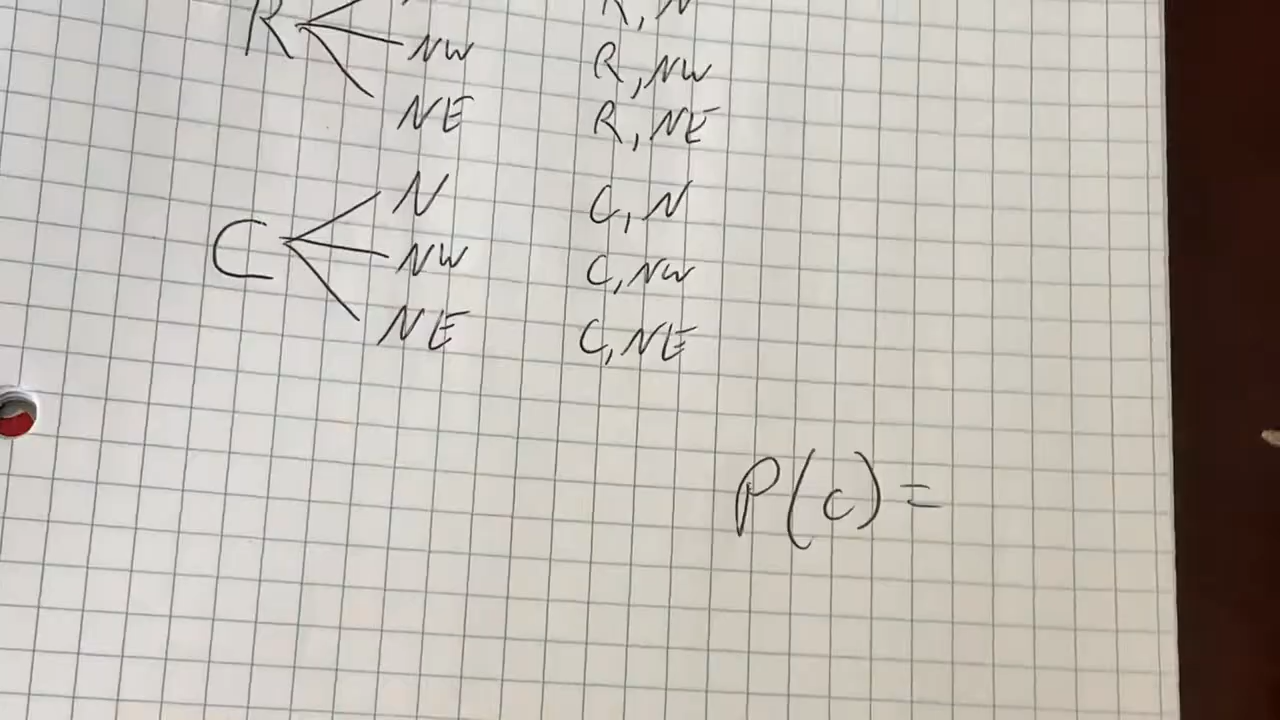 R, N
R NW R, NW
NE R, NE
N C, N
C NW C, NW
NE C, NE
P(c) =